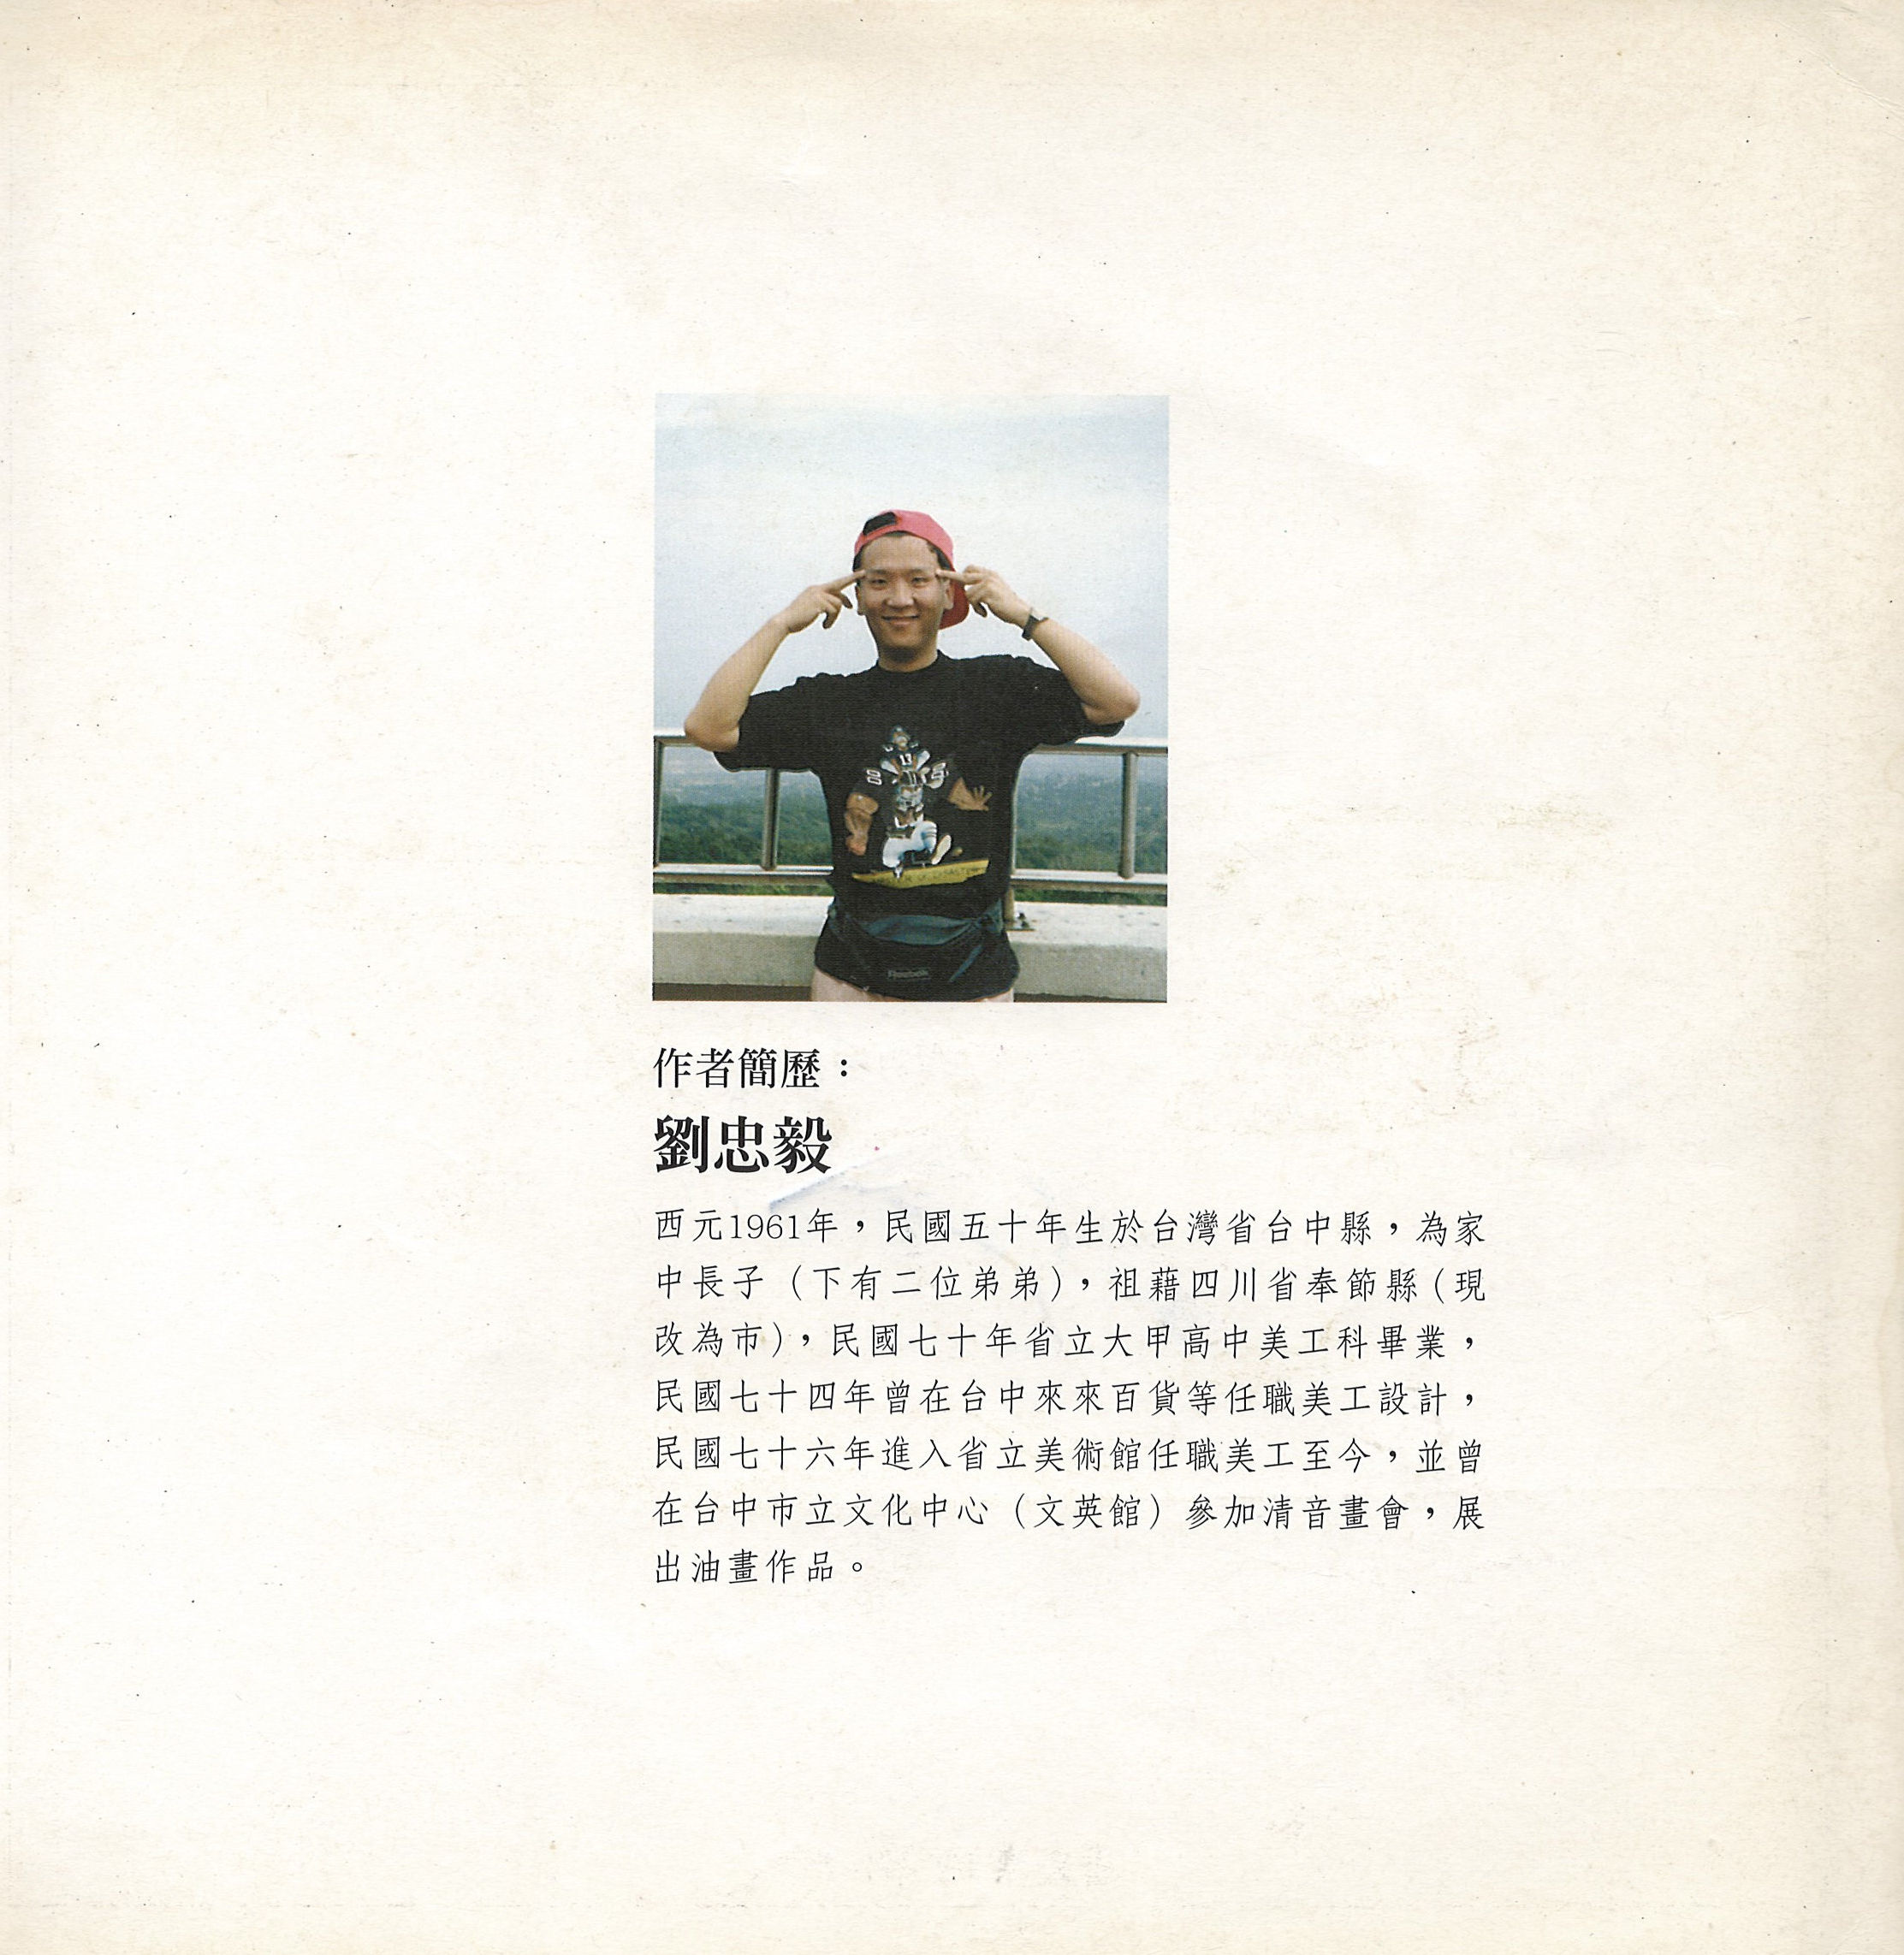 13
Reebok
作者簡歷：
劉忠毅
西元1961年，民國五十年生於台灣省台中縣，為家
中長子（下有二位弟弟），祖藉四川省奉節縣（現
改為市），民國七十年省立大甲高中美工科畢業，
民國七十四年曾在台中來來百貨等任職美工設計，
民國七十六年進入省立美術館任職美工至今，並曾
在台中市立文化中心（文英館）參加清音畫會，展
出油畫作品。